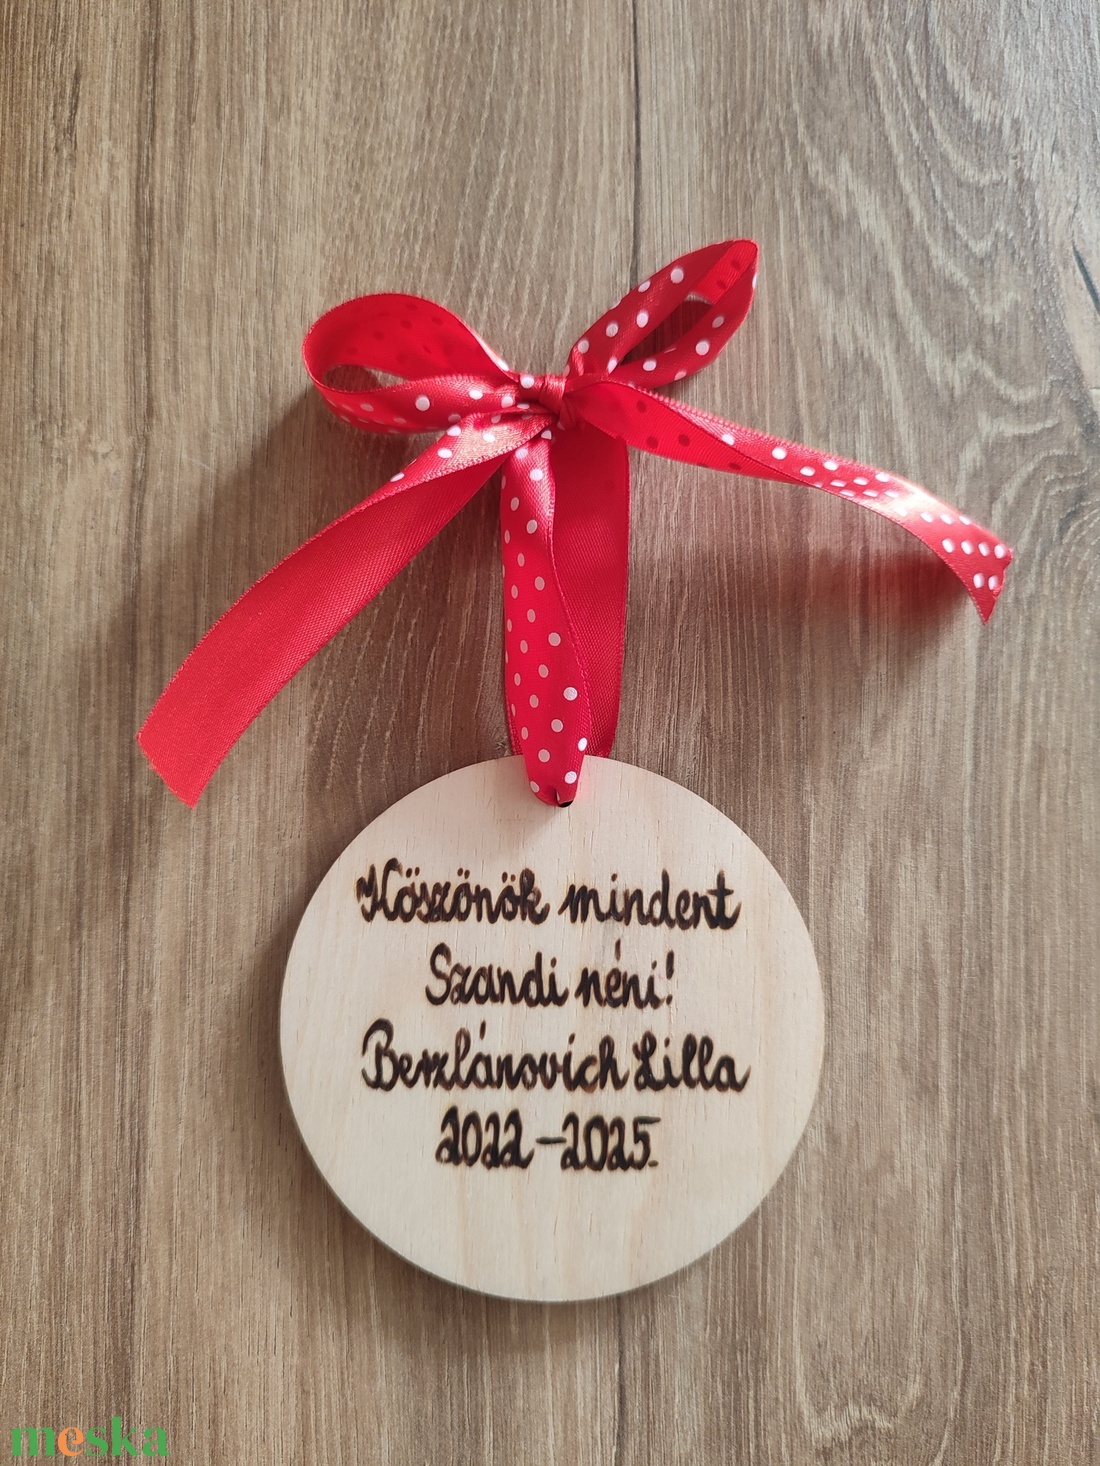 Köszönök mindent
Szandi néni!
Berzlánovich Lilla
2022-2025.
meska